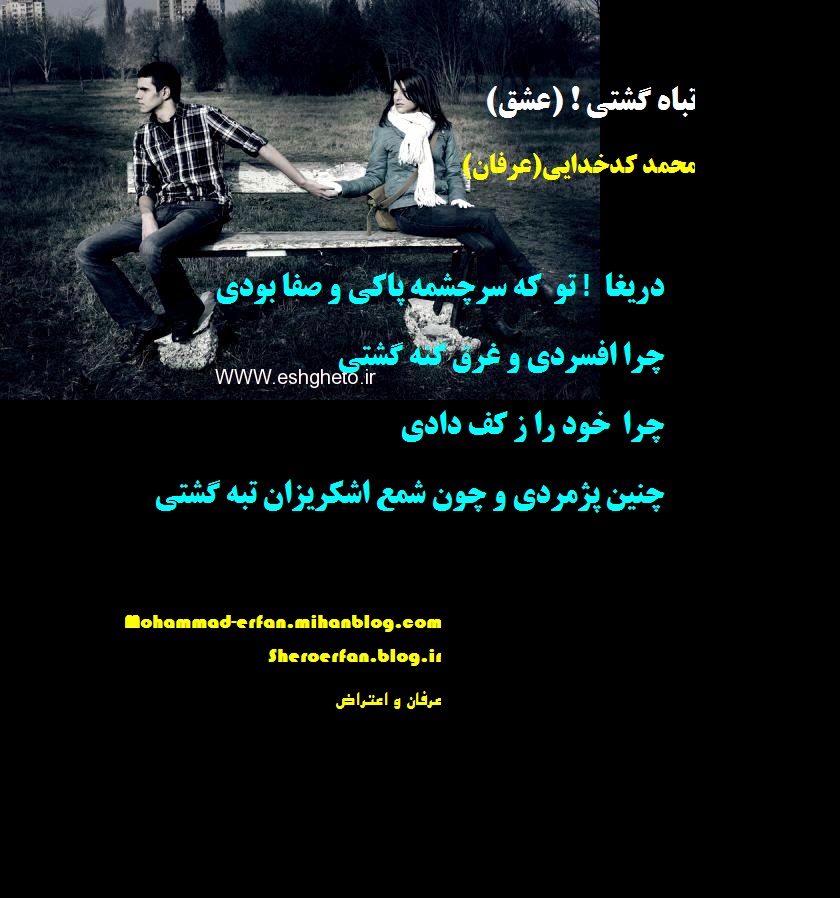 تباه گشتی ! (عشق)
محمد کدخدایی(عرفان)
دریغا ! تو که سرچشمه پاکی و صفا بودی
چرا افسردی و غرق گنه گشتی
WWW.eshgheto.ir
چرا خود را ز کف دادی
چنین پژمردی و چون شمع اشکریزان تبه گشتی
Mohammad-erfan.mihanblog.com
Sheroerfan.blog.ir
عرفان و اعتراض